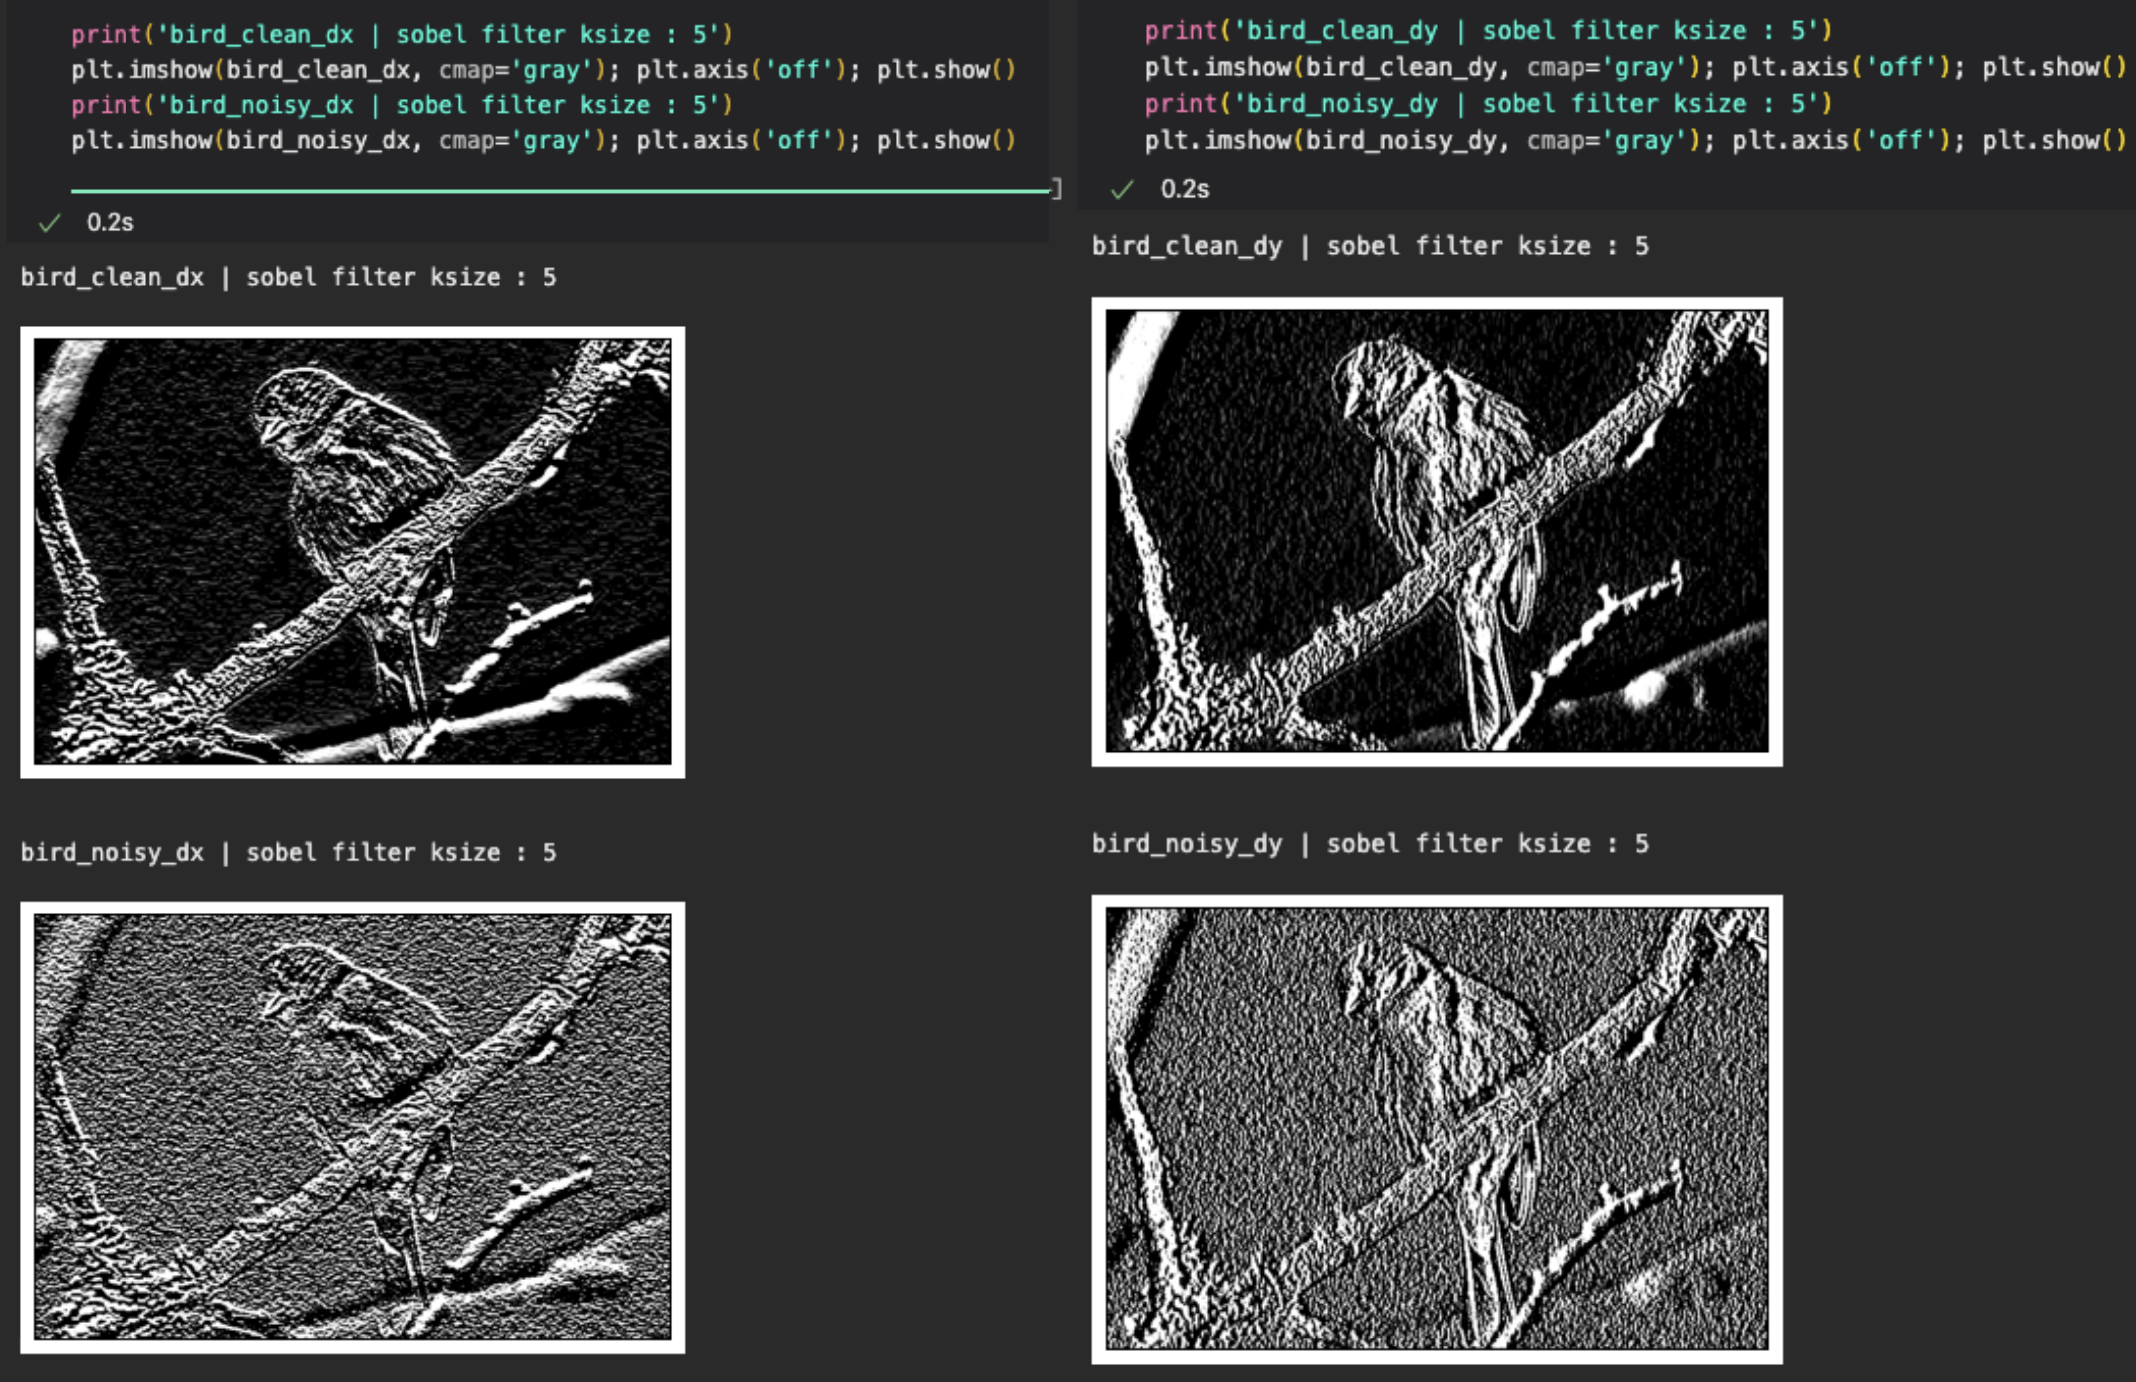 print('bird_clean_dx | sobel filter ksize : 5')
plt.imshow(bird_clean_dx, cmap='gray'); plt.axis('off'); plt.show()
print('bird_noisy_dx | sobel filter ksize : 5')
plt.imshow(bird_noisy_dx, cmap='gray'); plt.axis('off'); plt.show()
]
✓ 0.2s
bird_clean_dx | sobel filter ksize : 5
bird_noisy_dx | sobel filter ksize : 5
print('bird_clean_dy | sobel filter ksize : 5')
plt.imshow(bird_clean_dy, cmap='gray'); plt.axis('off'); plt.show()
print('bird_noisy_dy | sobel filter ksize : 5')
plt.imshow(bird_noisy_dy, cmap='gray'); plt.axis('off'); plt.show()
✓ 0.2s
bird_clean_dy | sobel filter ksize : 5
bird_noisy_dy | sobel filter ksize : 5